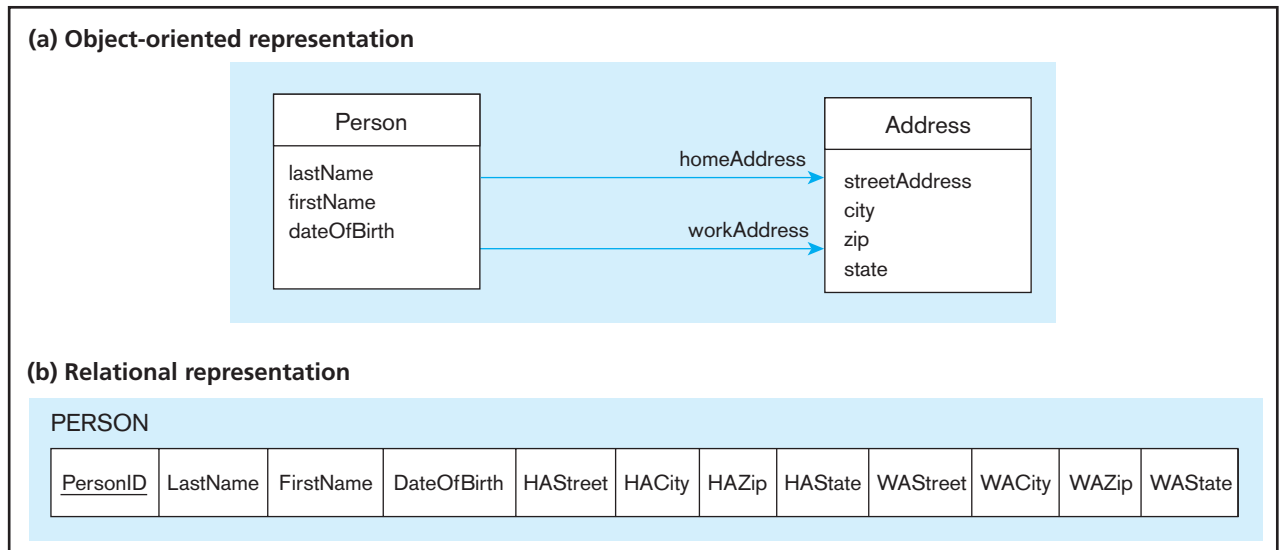 (a) Object-oriented representation
Person
lastName
firstName
dateOfBirth
homeAddress
workAddress
Address
streetAddress
city
zip
state
(b) Relational representation
PERSON
PersonID LastName FirstName DateOfBirth HAStreet HACity HAZip HAState WAStreet WACity WAZip WAState